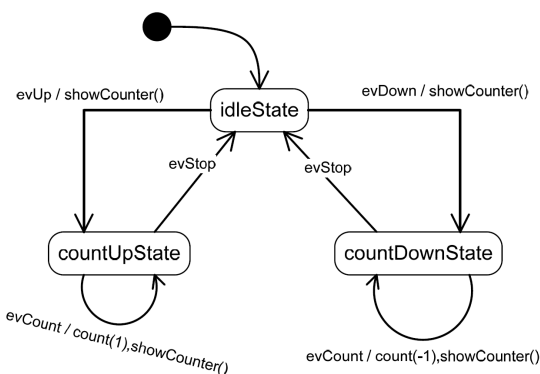 evUp / showCounter()
evDown / showCounter()
idleState
evStop
evStop
countUpState
countDownState
evCount / count(1),showCounter()
evCount / count(-1),showCounter()